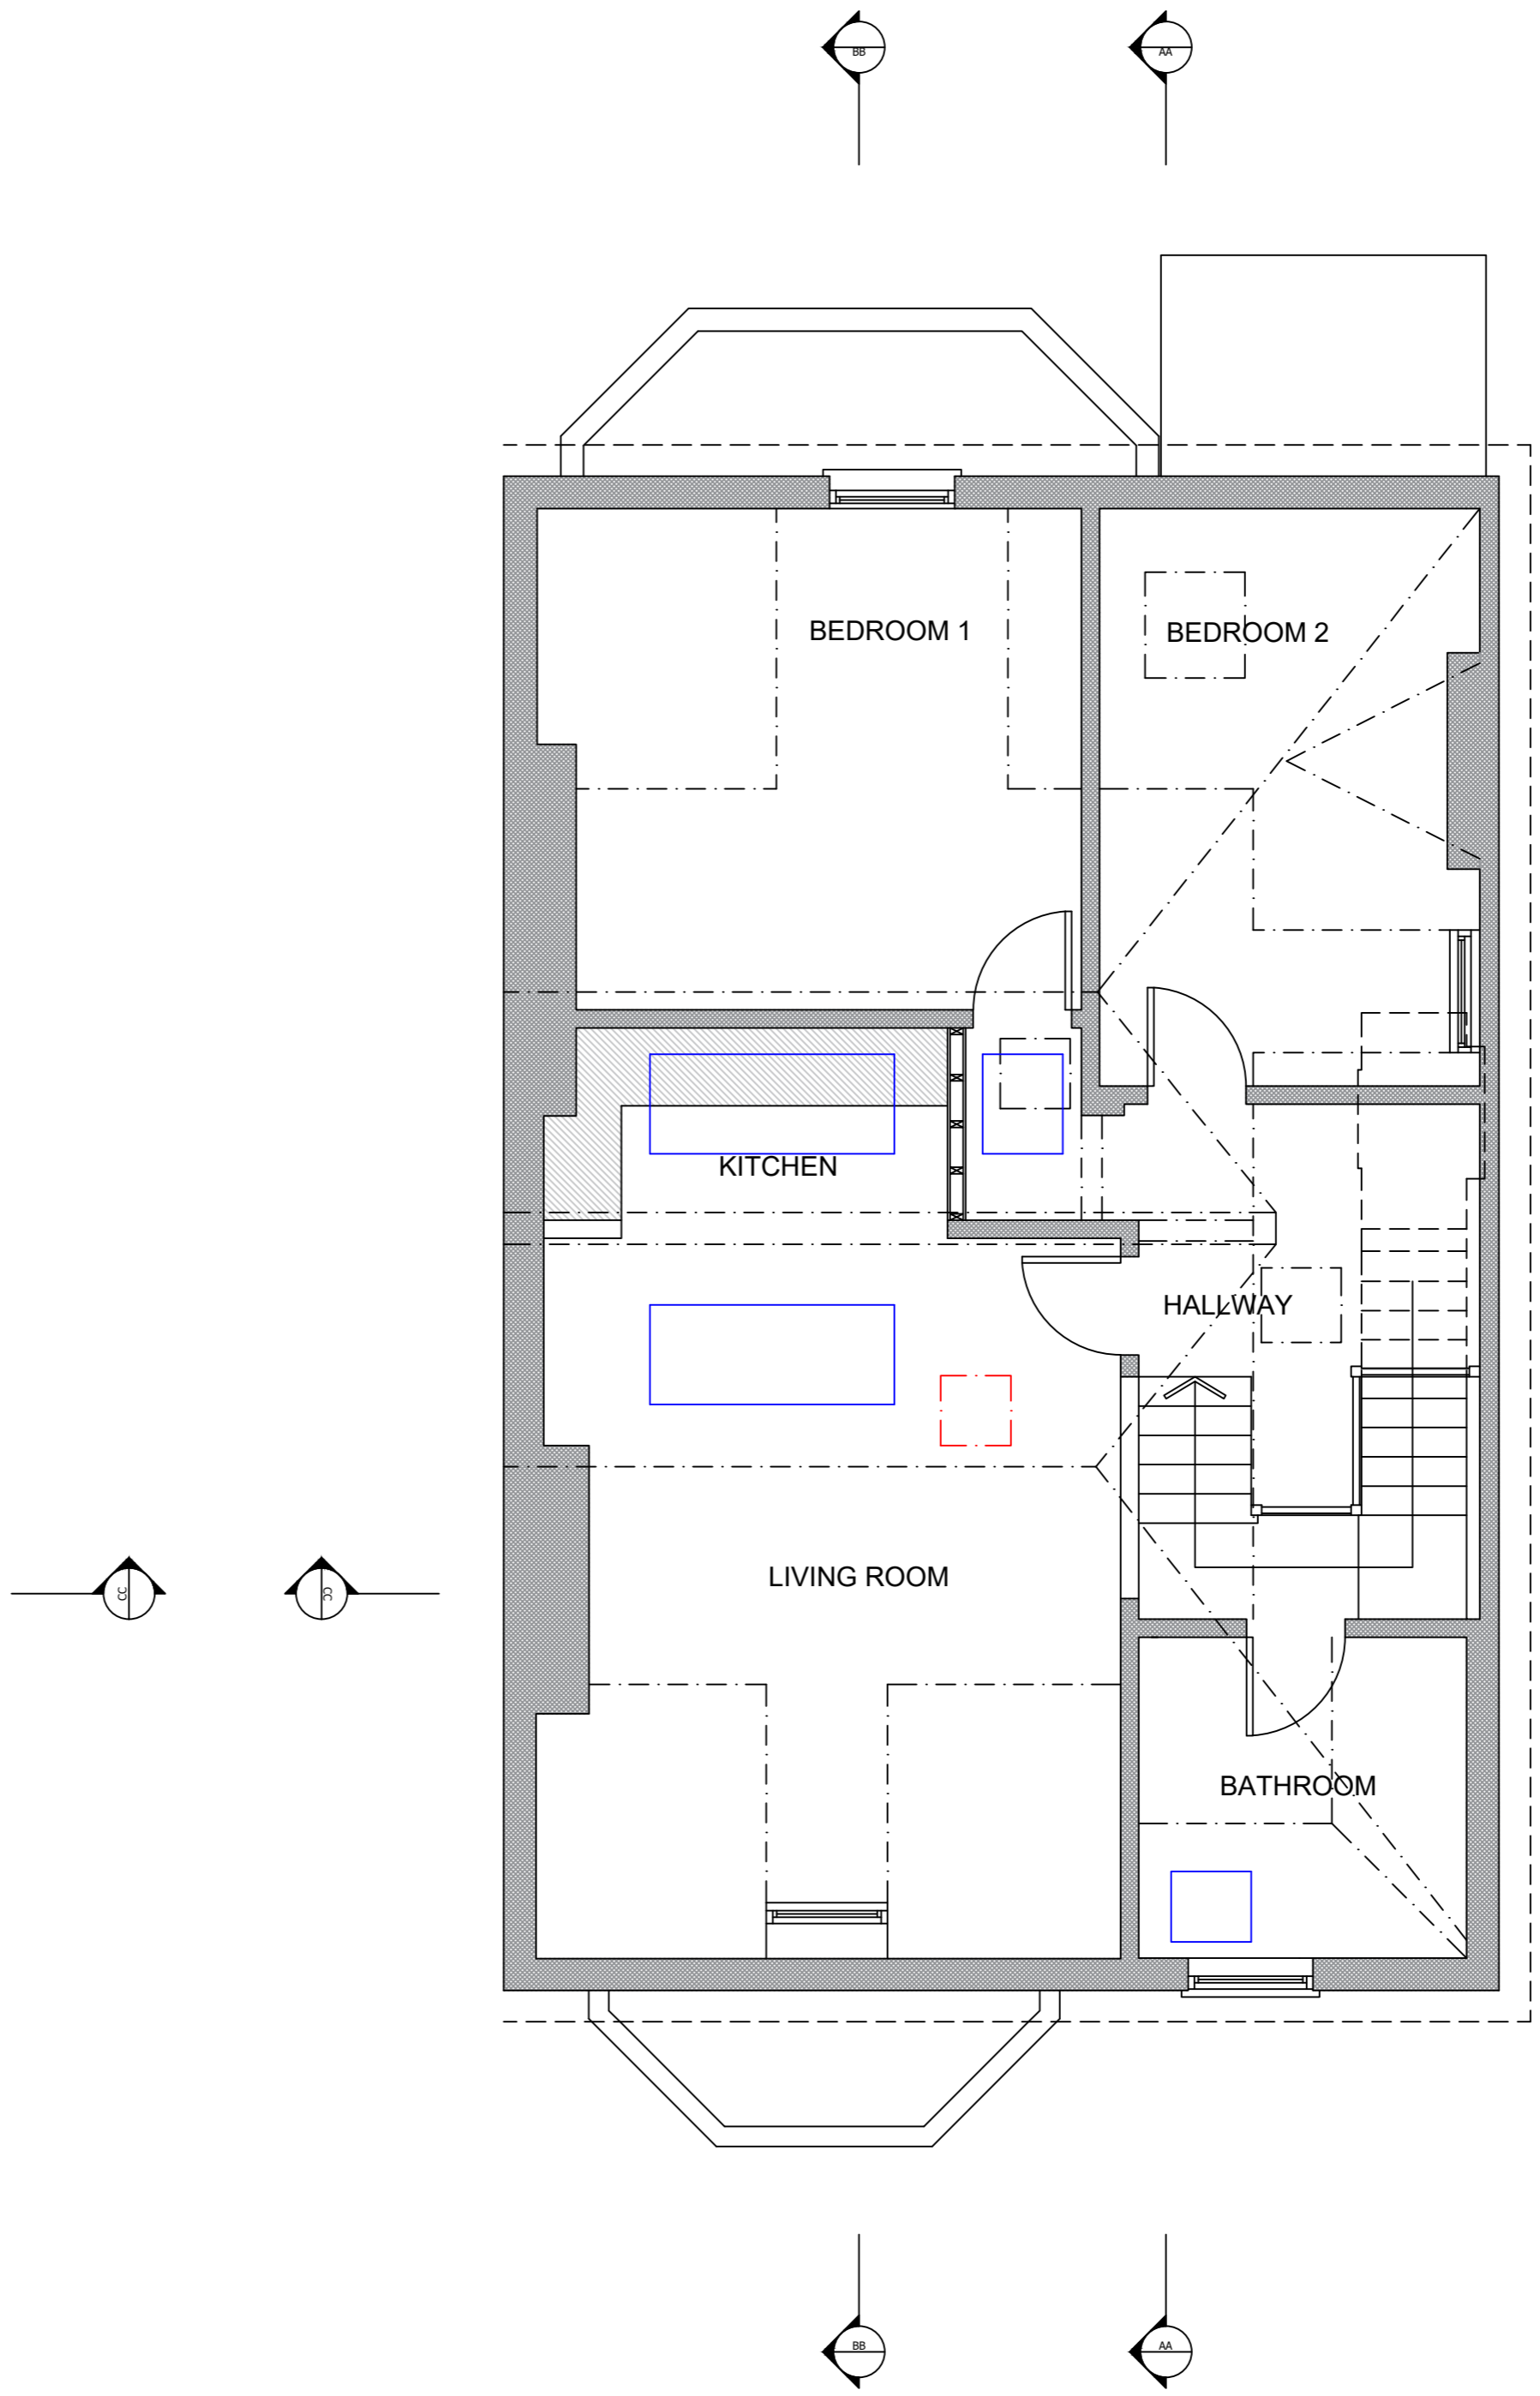 BB
AA
BEDROOM 1
BEDROOM 2
KITCHEN
HALLWAY
LIVING ROOM
CC
CC
BATHROOM
BB
AA